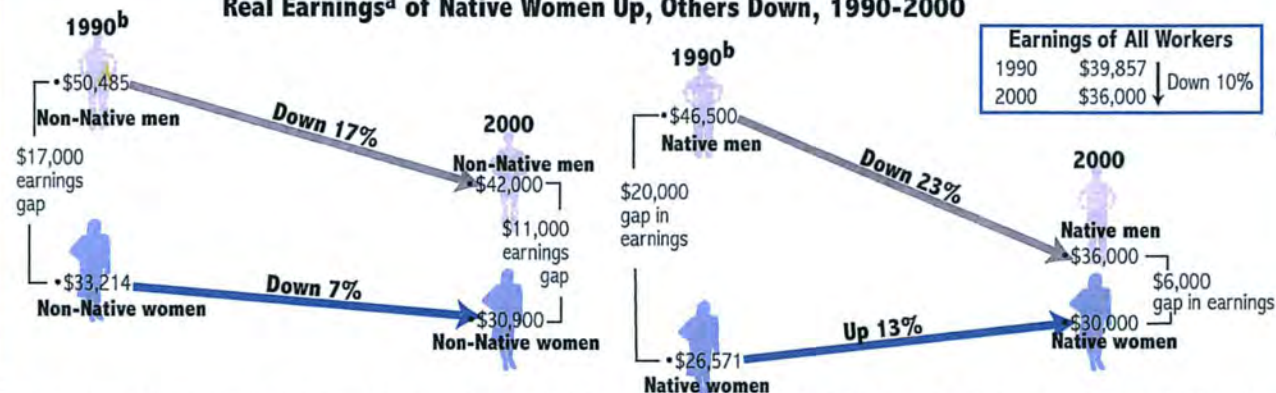 Real Earningsᵃ of Native Women Up, Others Down, 1990-2000
1990ᵇ
$50,485
Non-Native men
Down 17%
2000
Non-Native men
$42,000
$17,000
earnings
gap
$11,000
earnings
gap
$33,214
Non-Native women
Down 7%
$30,900
Non-Native women
1990ᵇ
$46,500
Native men
Down 23%
2000
Native men
$36,000
$20,000
gap in
earnings
$6,000
gap in earnings
$26,571
Native women
Up 13%
$30,000
Native women
Earnings of All Workers
1990 $39,857
2000 $36,000
Down 10%